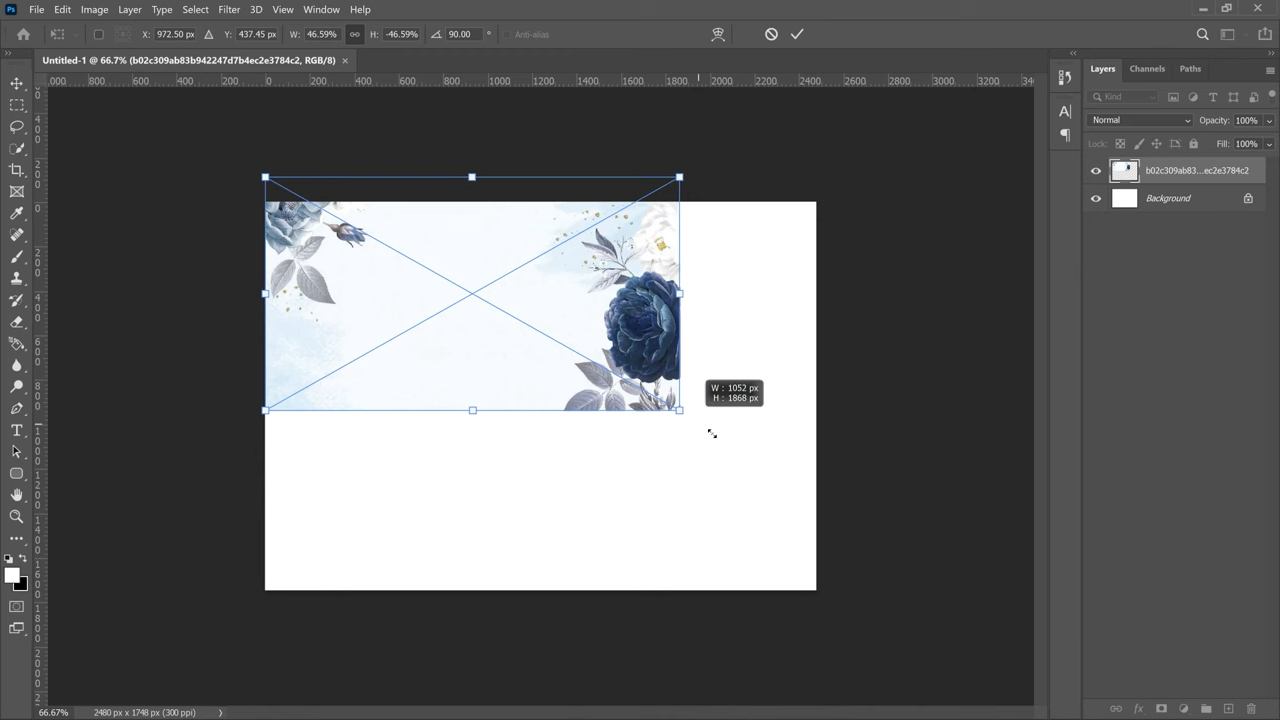 Ps File Edit Image Layer Type Select Filter 3D View Window Help
X: 972.50 px Y: 437.45 px W: 46.59% H: -46.59% 90.00 ° Anti-alias
Untitled-1 @ 66.7% (b02c309ab83b942247d7b4ec2e3784c2, RGB/8) ×
000 800 600 400 200 0 200 400 600 800 1000 1200 1400 1600 1800 2000 2200 2400 2600 2800 3000 3200 340
Layers Channels Paths
Kind
Normal Opacity: 100%
Lock: Fill: 100%
b02c309ab83...ec2e3784c2
Background
W : 1052 px
H : 1868 px
66.67% 2480 px x 1748 px (300 ppi)